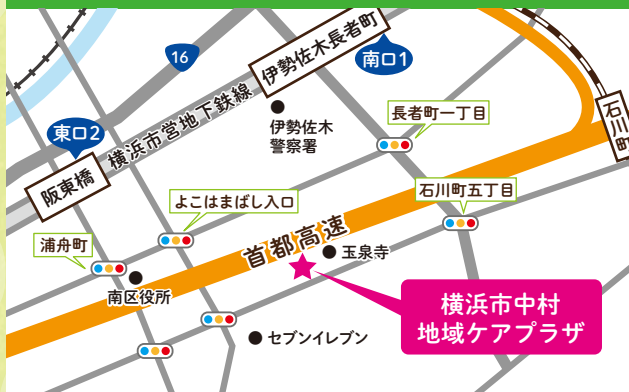 16
伊勢佐木長者町
南口1
石川町
東口2
横浜市営地下鉄線
伊勢佐木
警察署
長者町一丁目
阪東橋
よこはまばし入口
石川町五丁目
浦舟町
首都高速
玉泉寺
南区役所
横浜市中村
地域ケアプラザ
セブンイレブン